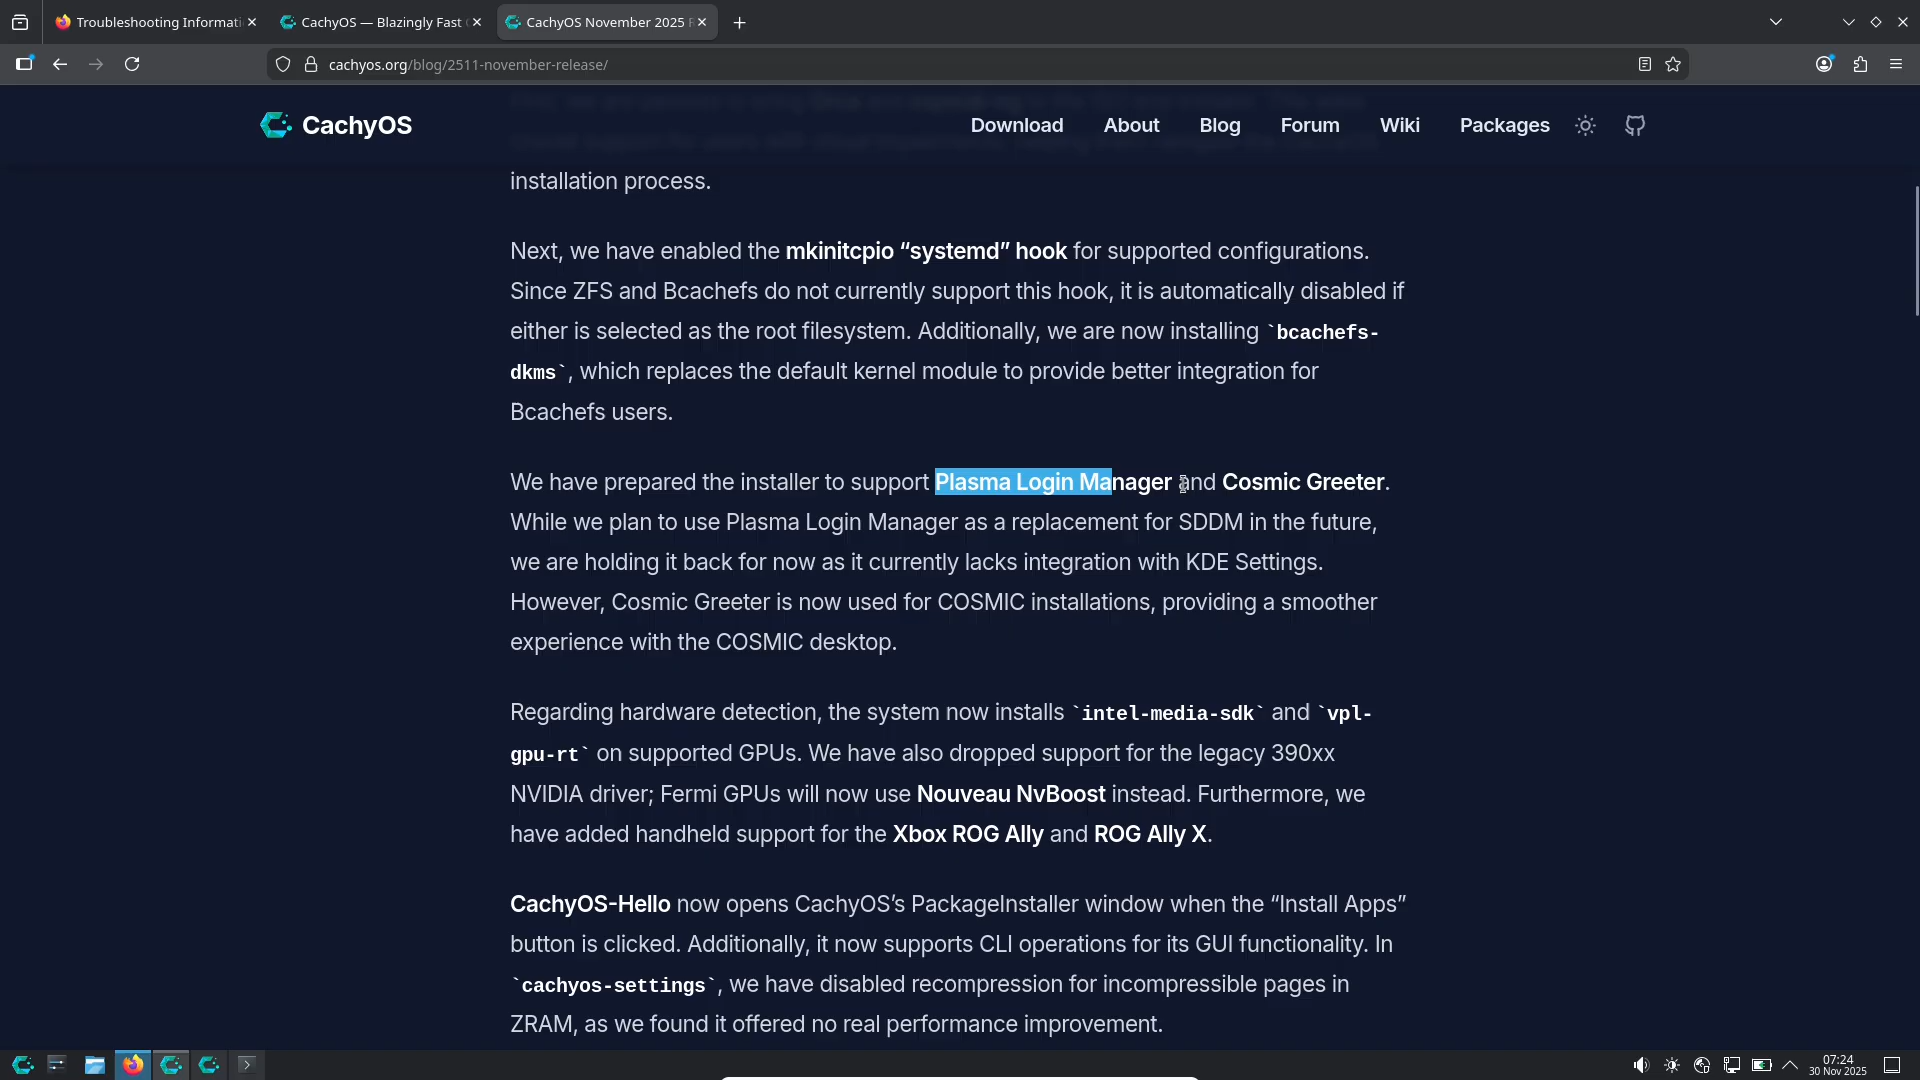 Troubleshooting Informati
CachyOS — Blazingly Fast
CachyOS November 2025
cachyos.org/blog/2511-november-release/
CachyOS
Download
About
Blog
Forum
Wiki
Packages
installation process.
Next, we have enabled the mkinitcpio “systemd” hook for supported configurations.
Since ZFS and Bcachefs do not currently support this hook, it is automatically disabled if
either is selected as the root filesystem. Additionally, we are now installing `bcachefs-
dkms`, which replaces the default kernel module to provide better integration for
Bcachefs users.
We have prepared the installer to support Plasma Login Manager and Cosmic Greeter.
While we plan to use Plasma Login Manager as a replacement for SDDM in the future,
we are holding it back for now as it currently lacks integration with KDE Settings.
However, Cosmic Greeter is now used for COSMIC installations, providing a smoother
experience with the COSMIC desktop.
Regarding hardware detection, the system now installs `intel-media-sdk` and `vpl-
gpu-rt` on supported GPUs. We have also dropped support for the legacy 390xx
NVIDIA driver; Fermi GPUs will now use Nouveau NvBoost instead. Furthermore, we
have added handheld support for the Xbox ROG Ally and ROG Ally X.
CachyOS-Hello now opens CachyOS’s PackageInstaller window when the “Install Apps”
button is clicked. Additionally, it now supports CLI operations for its GUI functionality. In
`cachyos-settings`, we have disabled recompression for incompressible pages in
ZRAM, as we found it offered no real performance improvement.
07:24
30 Nov 2025